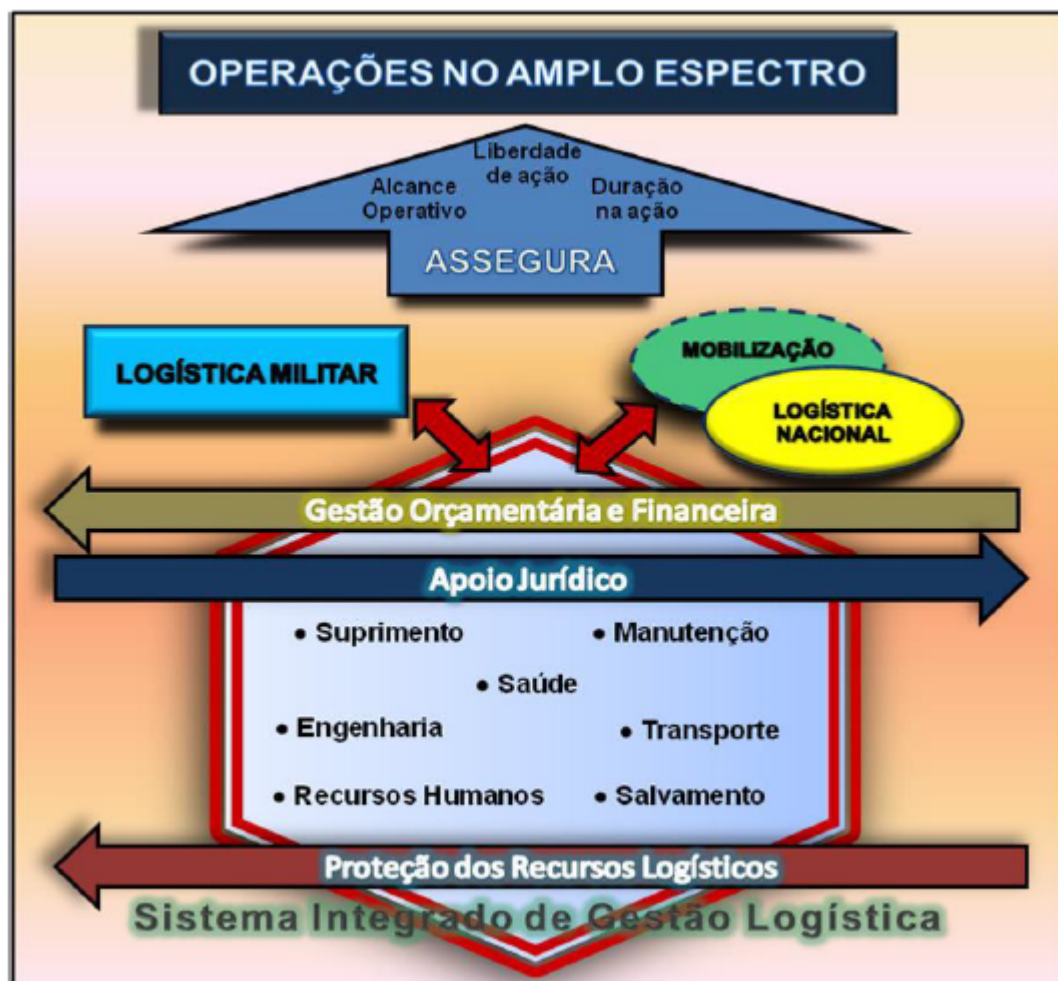 OPERAÇÕES NO AMPLO ESPECTRO
Liberdade
de ação
Alcance
Operativo
Duração
na ação
ASSEGURA
LOGÍSTICA MILITAR
MOBILIZAÇÃO
LOGÍSTICA
NACIONAL
Gestão Orçamentária e Financeira
Apoio Jurídico
• Suprimento
• Manutenção
• Saúde
• Engenharia
• Transporte
• Recursos Humanos
• Salvamento
Proteção dos Recursos Logísticos
Sistema Integrado de Gestão Logística